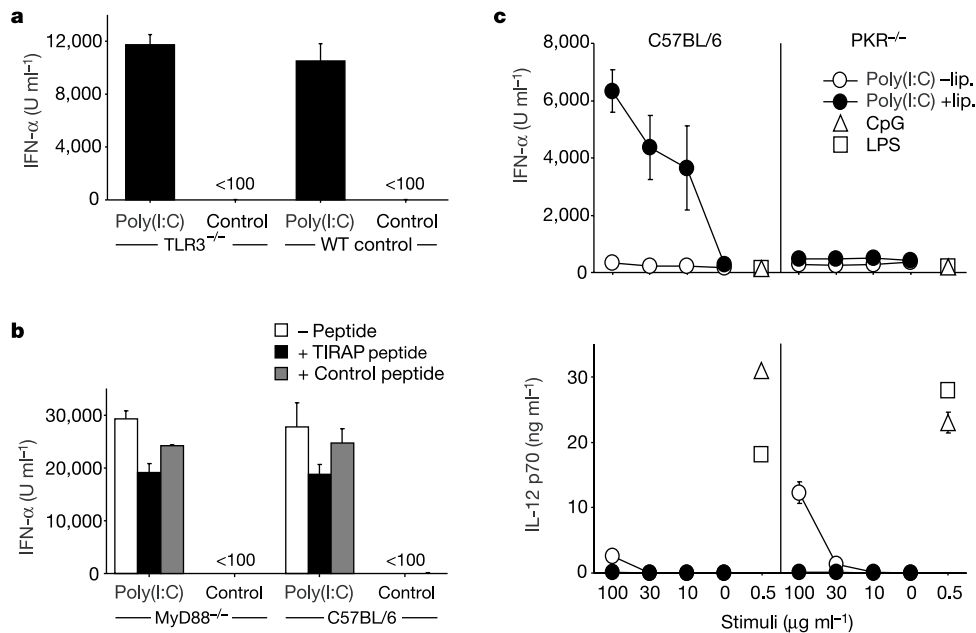 a
12,000
8,000
4,000
0
IFN-α (U ml⁻¹)
<100
<100
Poly(I:C) Control Poly(I:C) Control
TLR3⁻/⁻ WT control
b
– Peptide
+ TIRAP peptide
+ Control peptide
30,000
20,000
10,000
0
IFN-α (U ml⁻¹)
<100
<100
Poly(I:C) Control Poly(I:C) Control
MyD88⁻/⁻ C57BL/6
c
C57BL/6 PKR⁻/⁻
8,000
6,000
4,000
2,000
0
IFN-α (U ml⁻¹)
Poly(I:C) –lip.
Poly(I:C) +lip.
CpG
LPS
30
20
10
0
IL-12 p70 (ng ml⁻¹)
100 30 10 0 0.5 100 30 10 0 0.5
Stimuli (μg ml⁻¹)